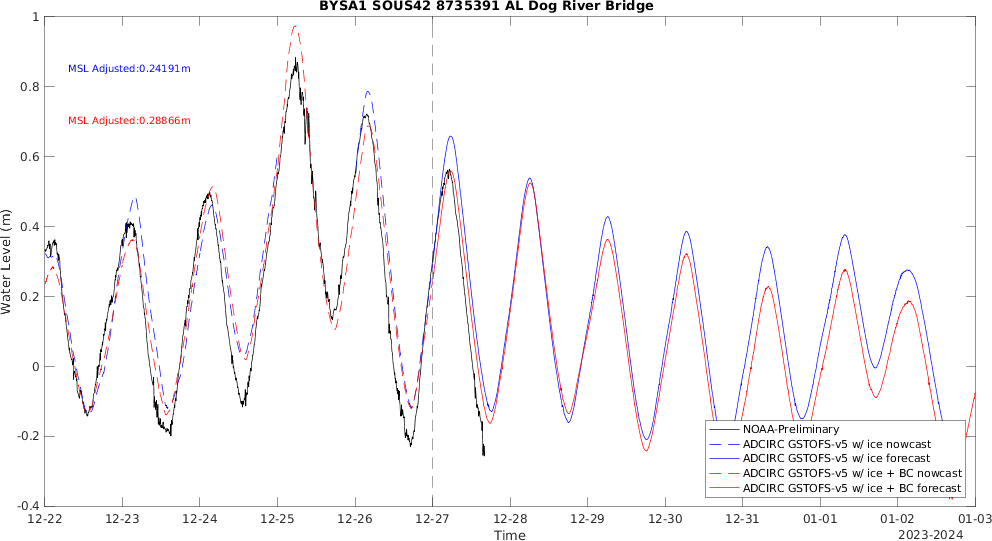 BYSA1 SOUS42 8735391 AL Dog River Bridge
MSL Adjusted:0.24191m
MSL Adjusted:0.28866m
Water Level (m)
1
0.8
0.6
0.4
0.2
0
-0.2
-0.4
NOAA-Preliminary
ADCIRC GSTOFS-v5 w/ ice nowcast
ADCIRC GSTOFS-v5 w/ ice forecast
ADCIRC GSTOFS-v5 w/ ice + BC nowcast
ADCIRC GSTOFS-v5 w/ ice + BC forecast
12-22 12-23 12-24 12-25 12-26 12-27 12-28 12-29 12-30 12-31 01-01 01-02 01-03
Time
2023-2024